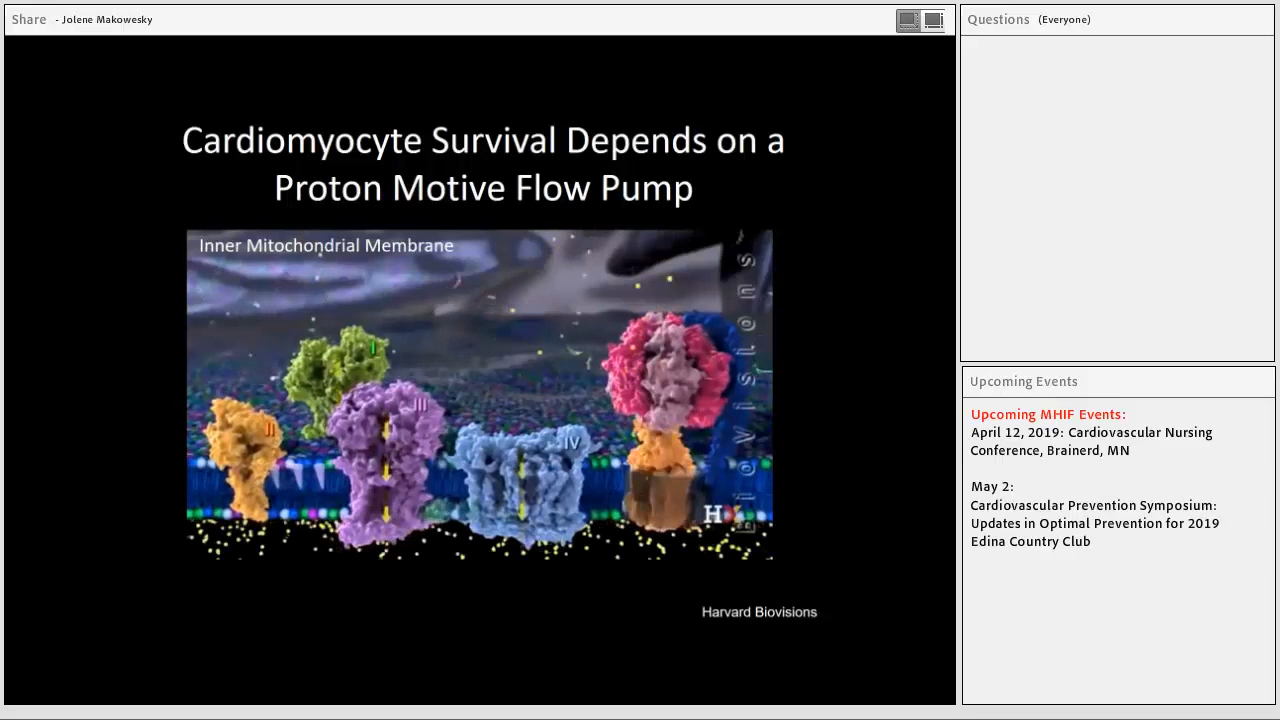 Share - Jolene Makowesky
Cardiomyocyte Survival Depends on a
Proton Motive Flow Pump
Inner Mitochondrial Membrane
I
II
III
IV
BioVisions
HX
Harvard Biovisions
Questions (Everyone)
Upcoming Events
Upcoming MHIF Events:
April 12, 2019: Cardiovascular Nursing
Conference, Brainerd, MN
May 2:
Cardiovascular Prevention Symposium:
Updates in Optimal Prevention for 2019
Edina Country Club